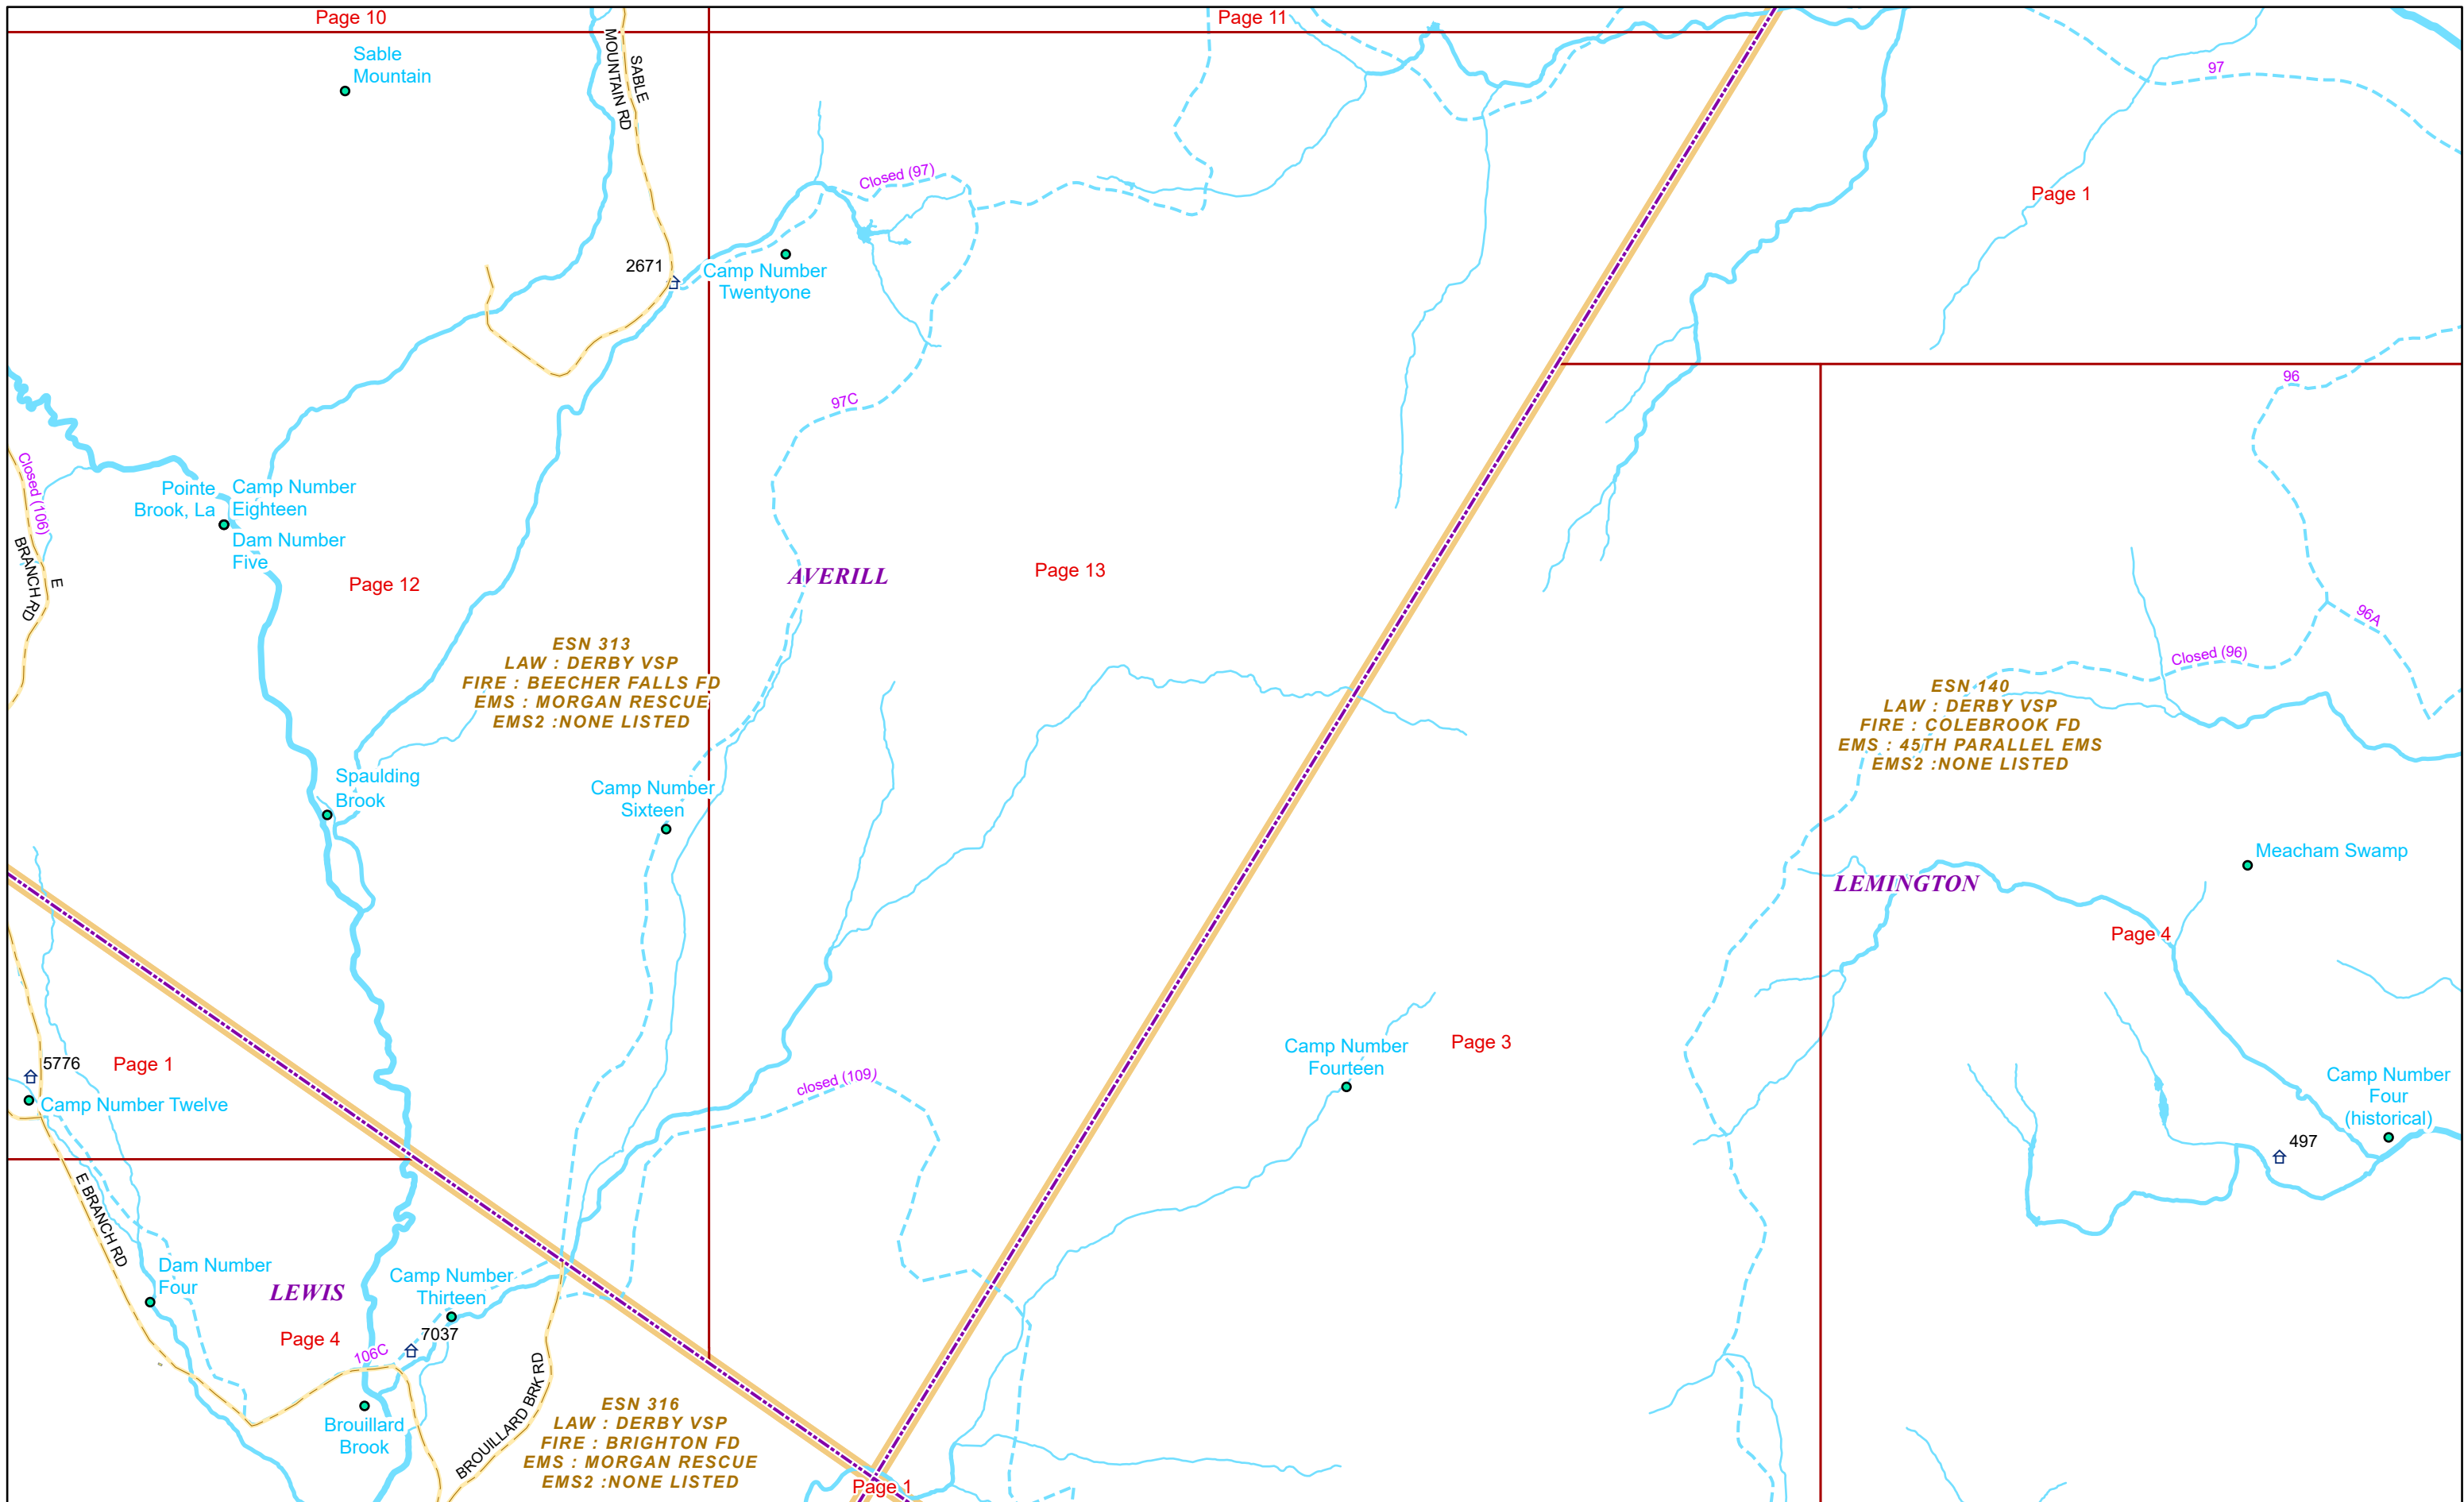 Page 10
Page 11
Sable
Mountain
SABLE
MOUNTAIN RD
97
Closed (97)
Page 1
2671
Camp Number
Twentyone
96
97C
Closed (106)
Pointe
Brook, La
Camp Number
Eighteen
Dam Number
Five
E
BRANCH RD
Page 12
AVERILL
Page 13
96A
ESN 313
LAW : DERBY VSP
FIRE : BEECHER FALLS FD
EMS : MORGAN RESCUE
EMS2 :NONE LISTED
Closed (96)
ESN 140
LAW : DERBY VSP
FIRE : COLEBROOK FD
EMS : 45TH PARALLEL EMS
EMS2 :NONE LISTED
Spaulding
Brook
Camp Number
Sixteen
Meacham Swamp
LEMINGTON
Page 4
5776
Page 1
Camp Number Twelve
closed (109)
Camp Number
Fourteen
Page 3
Camp Number
Four
(historical)
497
E BRANCH RD
Dam Number
Four
LEWIS
Camp Number
Thirteen
7037
Page 4
106C
Brouillard
Brook
BROUILLARD BRK RD
ESN 316
LAW : DERBY VSP
FIRE : BRIGHTON FD
EMS : MORGAN RESCUE
EMS2 :NONE LISTED
Page 1